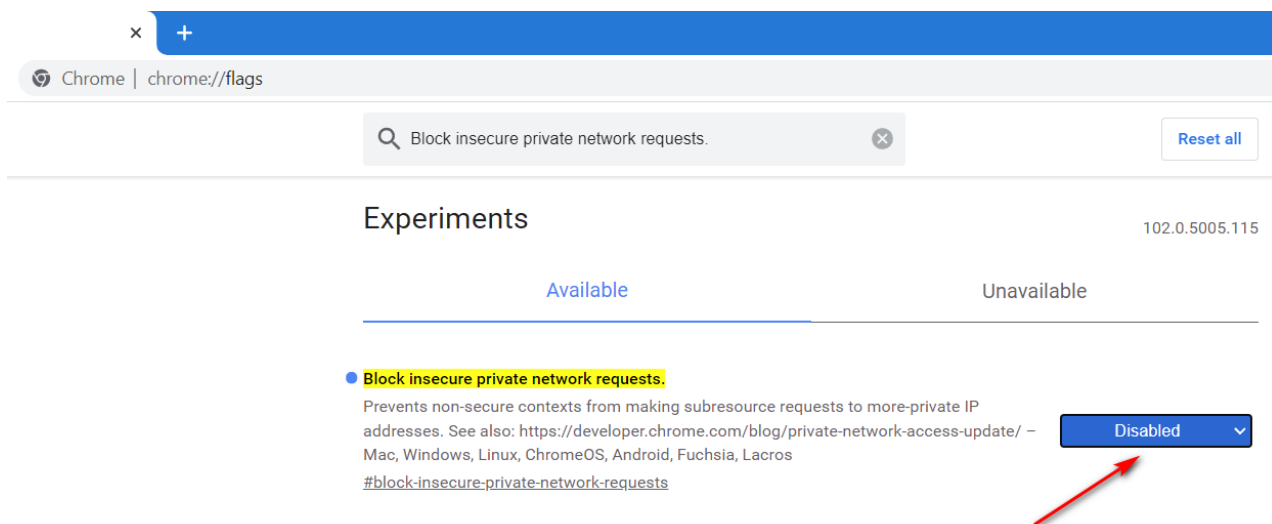 Chrome | chrome://flags
Block insecure private network requests.
Reset all
Experiments
102.0.5005.115
Available
Unavailable
Block insecure private network requests.
Prevents non-secure contexts from making subresource requests to more-private IP
addresses. See also: https://developer.chrome.com/blog/private-network-access-update/ –
Mac, Windows, Linux, ChromeOS, Android, Fuchsia, Lacros
Disabled
#block-insecure-private-network-requests